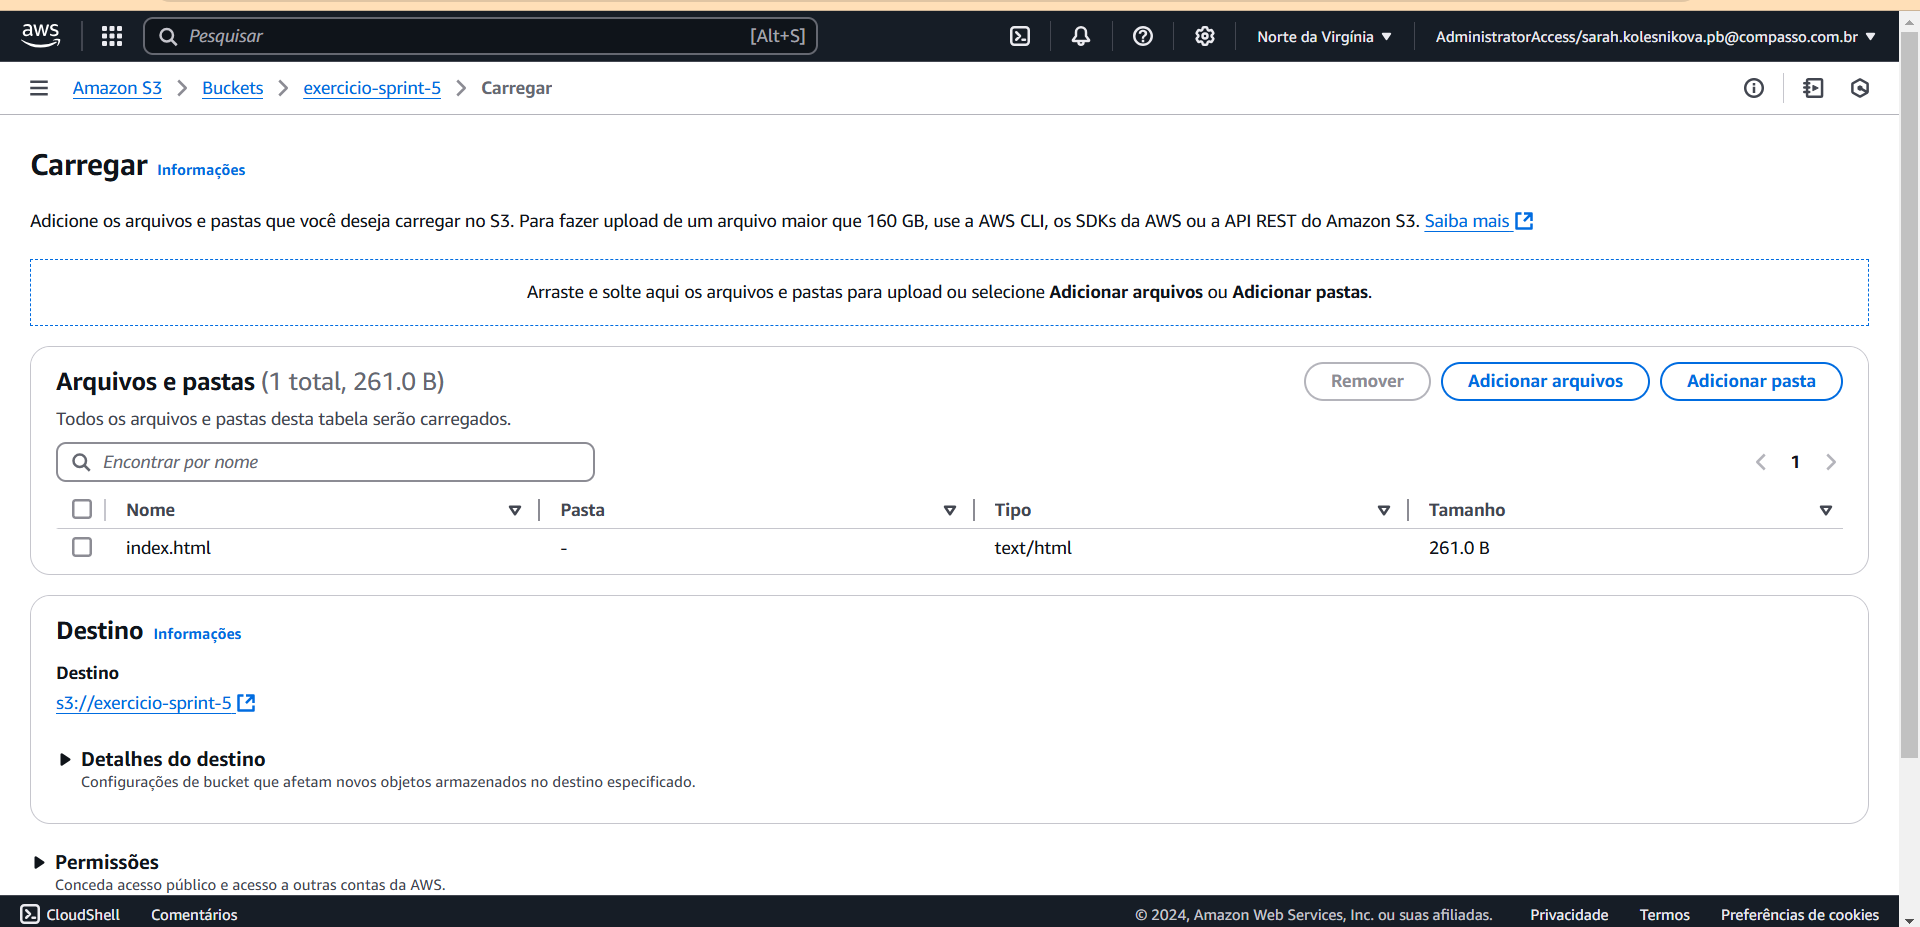 aws
Pesquisar [Alt+S] Norte da Virgínia AdministratorAccess/sarah.kolesnikova.pb@compasso.com.br
Amazon S3 Buckets exercicio-sprint-5 Carregar
Carregar Informações
Adicione os arquivos e pastas que você deseja carregar no S3. Para fazer upload de um arquivo maior que 160 GB, use a AWS CLI, os SDKs da AWS ou a API REST do Amazon S3. Saiba mais
Arraste e solte aqui os arquivos e pastas para upload ou selecione Adicionar arquivos ou Adicionar pastas.
Arquivos e pastas (1 total, 261.0 B) Remover Adicionar arquivos Adicionar pasta
Todos os arquivos e pastas desta tabela serão carregados.
Encontrar por nome 1
Nome Pasta Tipo Tamanho
index.html - text/html 261.0 B
Destino Informações
Destino
s3://exercicio-sprint-5
Detalhes do destino
Configurações de bucket que afetam novos objetos armazenados no destino especificado.
Permissões
Conceda acesso público e acesso a outras contas da AWS.
CloudShell Comentários © 2024, Amazon Web Services, Inc. ou suas afiliadas. Privacidade Termos Preferências de cookies